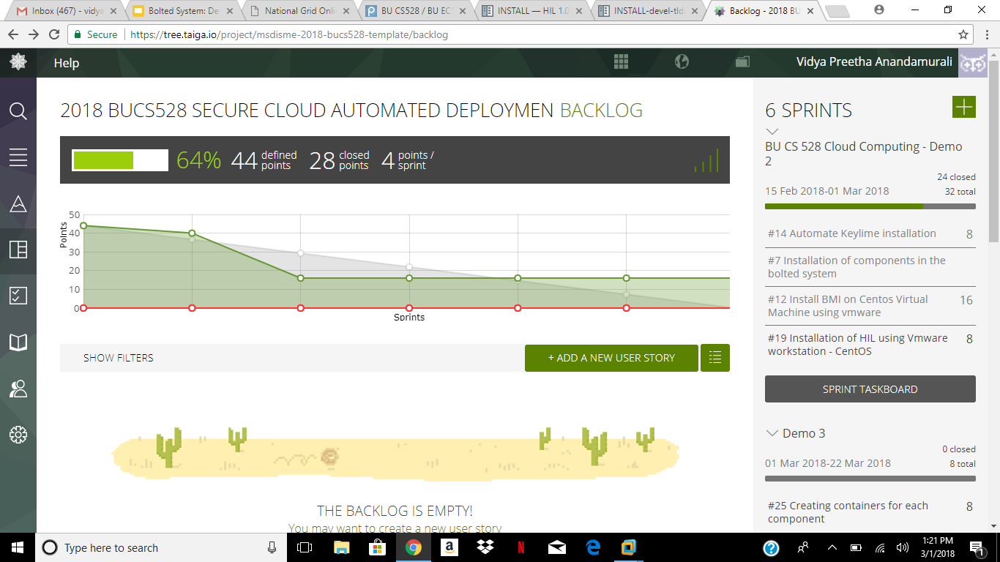 Inbox (467) - vidya
Bolted System: De
National Grid Onli
BU CS528 / BU EC
INSTALL — HIL 1.0
INSTALL-devel-tld
Backlog - 2018 BU
Secure
https://tree.taiga.io/project/msdisme-2018-bucs528-template/backlog
Help
Vidya Preetha Anandamurali
2018 BUCS528 SECURE CLOUD AUTOMATED DEPLOYMEN BACKLOG
64% 44 defined points 28 closed points 4 points / sprint
Points
50
40
30
20
10
0
Sprints
SHOW FILTERS
+ ADD A NEW USER STORY
THE BACKLOG IS EMPTY!
You may want to create a new user story
6 SPRINTS
BU CS 528 Cloud Computing - Demo
2
24 closed
15 Feb 2018-01 Mar 2018 32 total
#14 Automate Keylime installation 8
#7 Installation of components in the
bolted system
#12 Install BMI on Centos Virtual 16
Machine using vmware
#19 Installation of HIL using Vmware 8
workstation - CentOS
SPRINT TASKBOARD
Demo 3
0 closed
01 Mar 2018-22 Mar 2018 8 total
#25 Creating containers for each 8
component
Type here to search
1:21 PM
3/1/2018
1